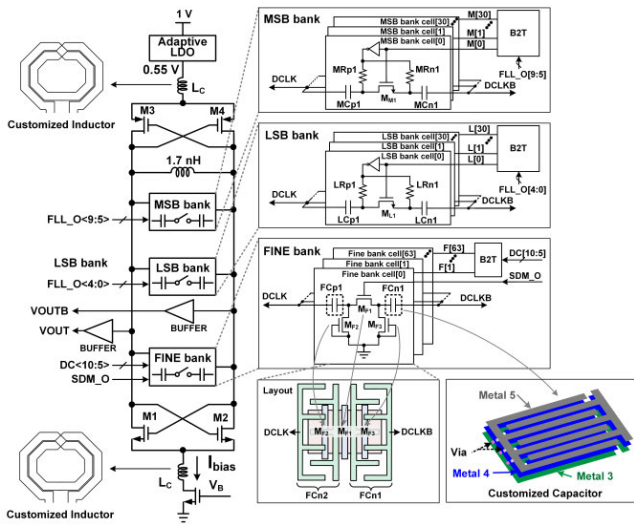 1 V
Adaptive
LDO
0.55 V
LC
Customized Inductor
M3
M4
1.7 nH
MSB bank
FLL_O<9:5>
LSB bank
LSB bank
FLL_O<4:0>
VOUTB
BUFFER
VOUT
BUFFER
FINE bank
DC<10:5>
SDM_O
M1
M2
LC
Ibias
VB
Customized Inductor
MSB bank
MSB bank cell[30]
MSB bank cell[1]
MSB bank cell[0]
M[30]
M[1]
M[0]
B2T
FLL_O[9:5]
MRp1
MRn1
DCLK
MCp1
MM1
MCn1
DCLKB
LSB bank
LSB bank cell[30]
LSB bank cell[1]
LSB bank cell[0]
L[30]
L[1]
L[0]
B2T
FLL_O[4:0]
LRp1
LRn1
DCLK
LCp1
ML1
LCn1
DCLKB
FINE bank
Fine bank cell[63]
Fine bank cell[1]
Fine bank cell[0]
F[63]
F[1]
B2T
DC[10:5]
SDM_O
FCp1
FCn1
DCLK
MF1
DCLKB
MF2
MF3
Layout
DCLK
MF2
MF1
MF3
DCLKB
FCn2
FCn1
Metal 5
Via
Metal 4
Metal 3
Customized Capacitor